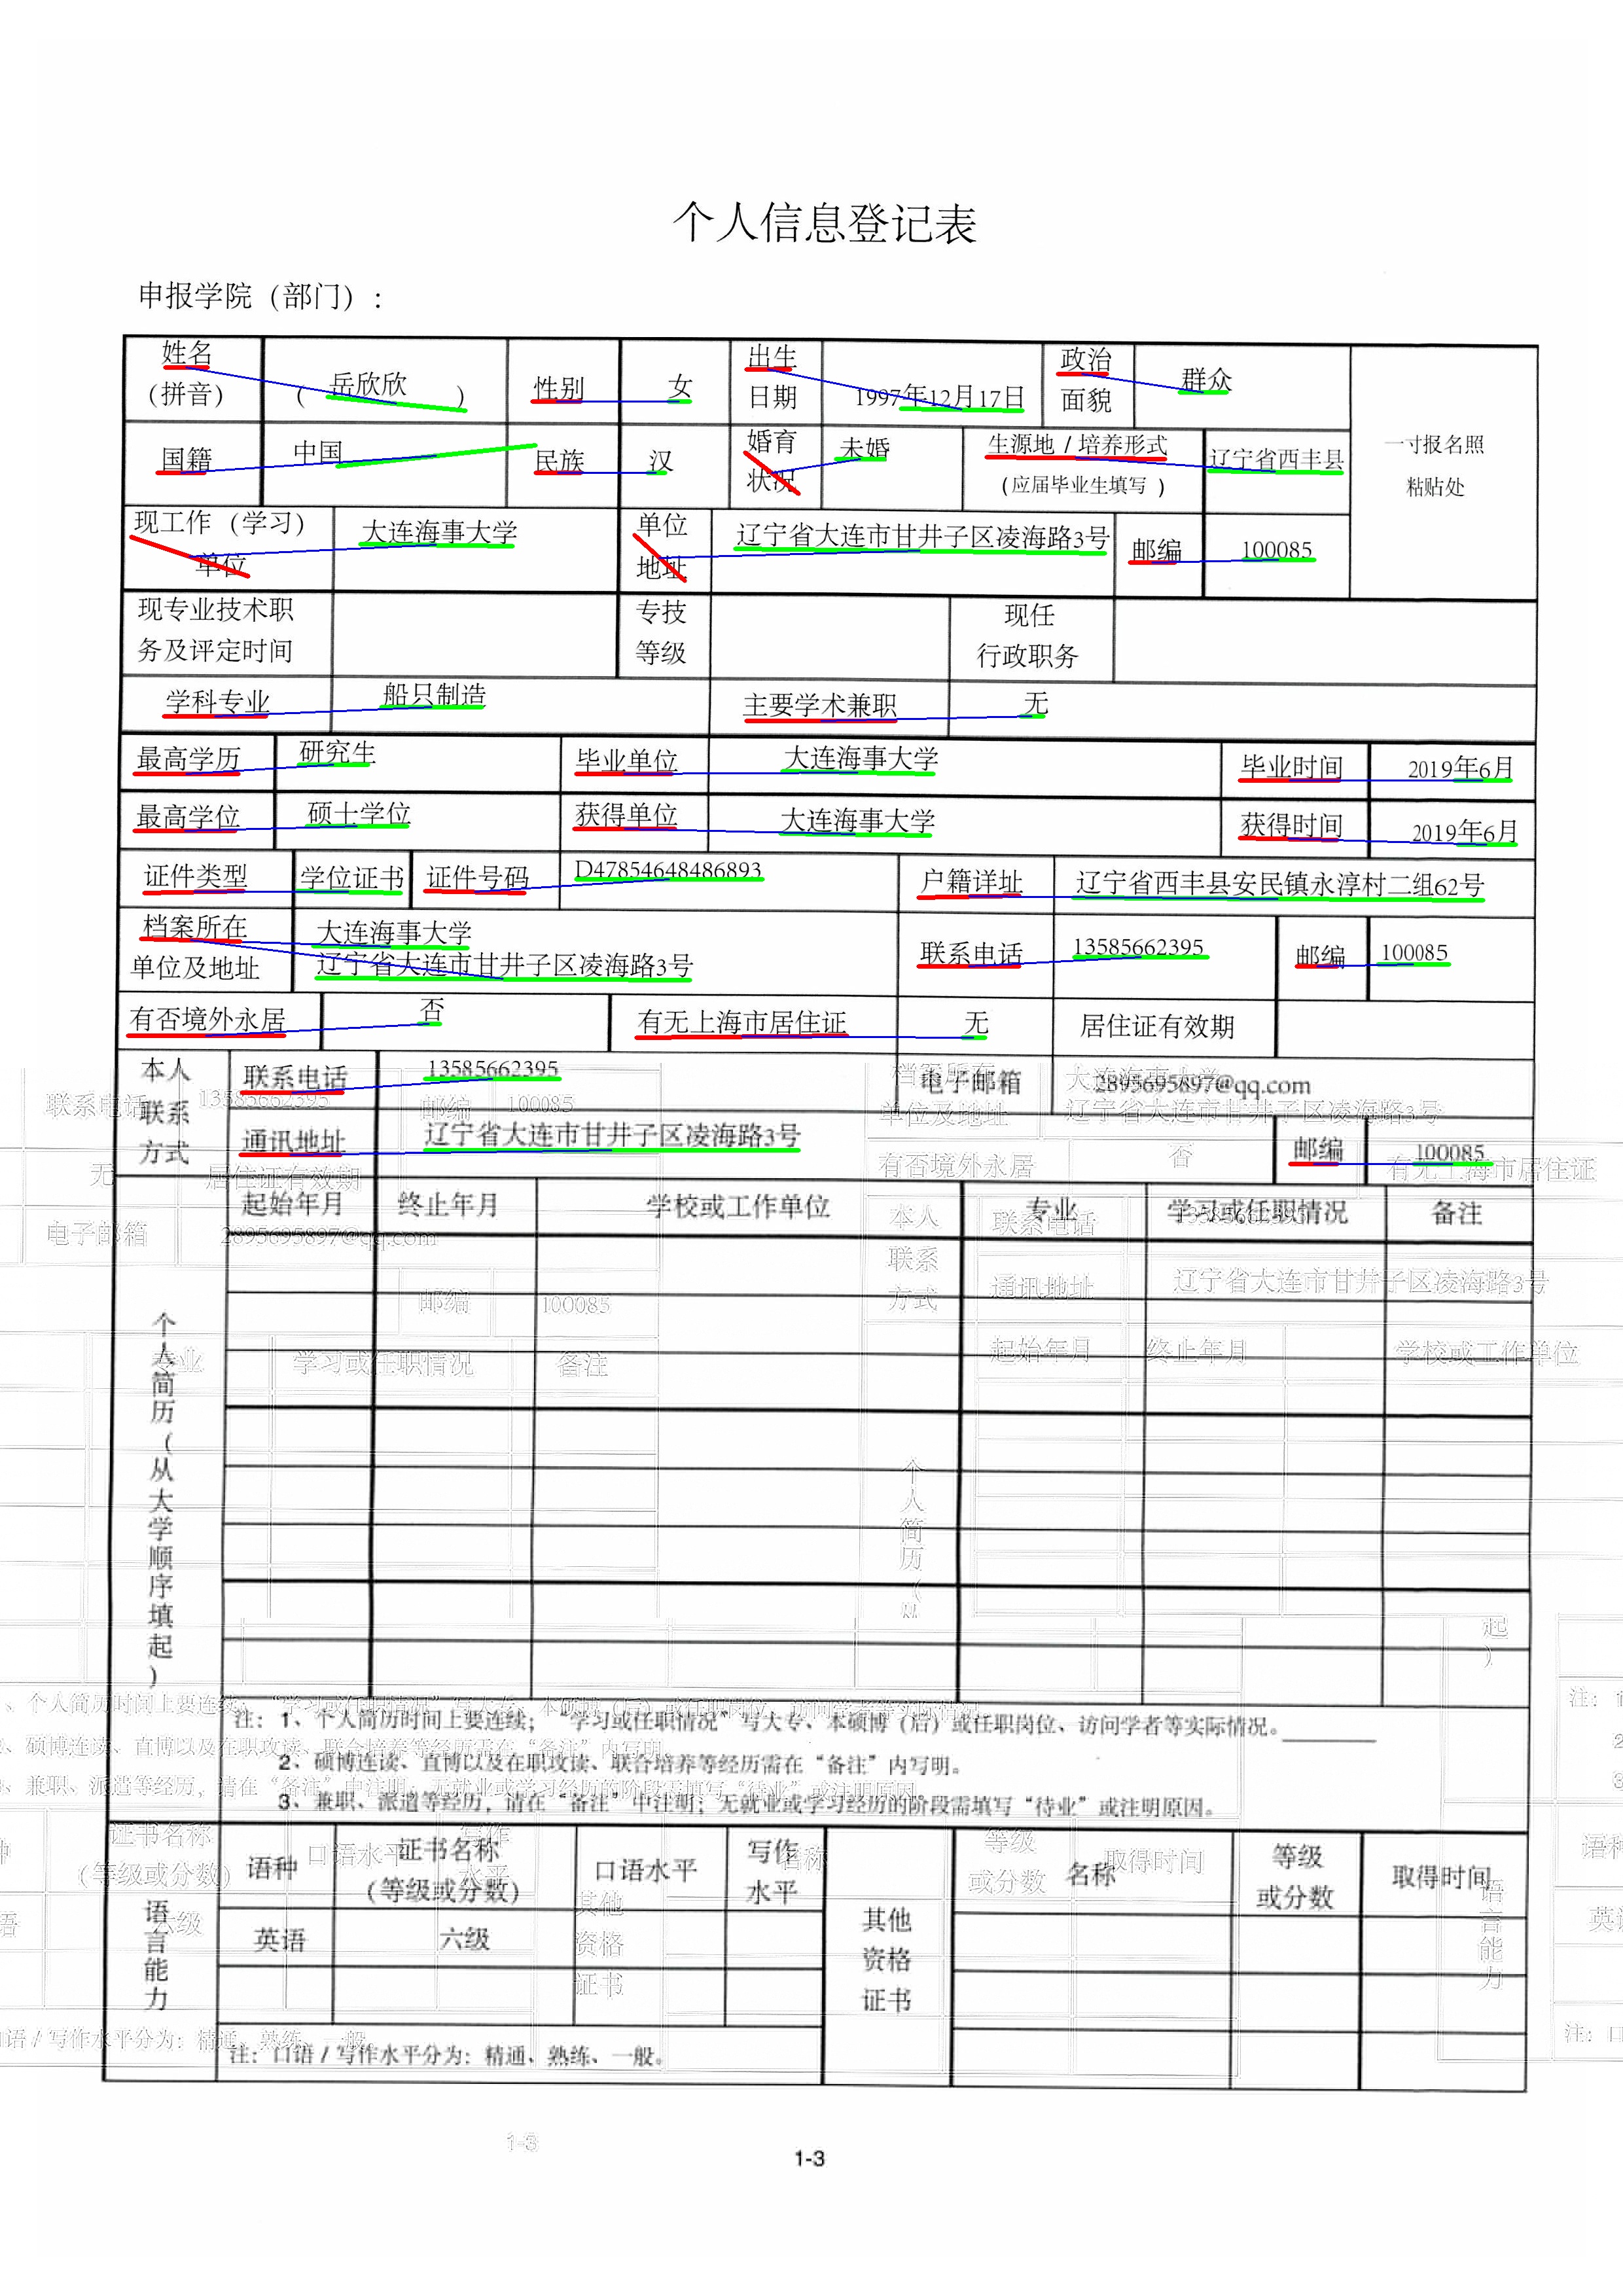 个人信息登记表
申报学院（部门）：
姓名
（拼音）
（ 岳欣欣 ）
性别
女
出生
日期
1997年12月17日
政治
面貌
群众
一寸报名照
粘贴处
国籍
中国
民族
汉
婚育
状况
未婚
生源地 / 培养形式
（应届毕业生填写 ）
辽宁省西丰县
现工作（学习）
单位
大连海事大学
单位
地址
辽宁省大连市甘井子区凌海路3号
邮编
100085
现专业技术职
务及评定时间
专技
等级
现任
行政职务
学科专业
船只制造
主要学术兼职
无
最高学历
研究生
毕业单位
大连海事大学
毕业时间
2019年6月
最高学位
硕士学位
获得单位
大连海事大学
获得时间
2019年6月
证件类型
学位证书
证件号码
D47854648486893
户籍详址
辽宁省西丰县安民镇永淳村二组62号
档案所在
单位及地址
大连海事大学
辽宁省大连市甘井子区凌海路3号
联系电话
13585662395
邮编
100085
有否境外永居
否
有无上海市居住证
无
居住证有效期
本人
联系
方式
联系电话
13585662395
电子邮箱
2895695897@qq.com
通讯地址
辽宁省大连市甘井子区凌海路3号
邮编
100085
个人简历（从大学顺序填起）
起始年月
终止年月
学校或工作单位
专业
学习或任职情况
备注
注：1、个人简历时间上要连续；“学习或任职情况”写大专、本硕博（后）或任职岗位、访问学者等实际情况。
2、硕博连读、直博以及在职攻读、联合培养等经历需在“备注”内写明。
3、兼职、派遣等经历，请在“备注”中注明；无就业或学习经历的阶段需填写“待业”或注明原因。
语言能力
语种
证书名称
（等级或分数）
口语水平
写作
水平
其他
资格
证书
名称
等级
或分数
取得时间
英语
六级
注：口语 / 写作水平分为：精通、熟练、一般。
1-3